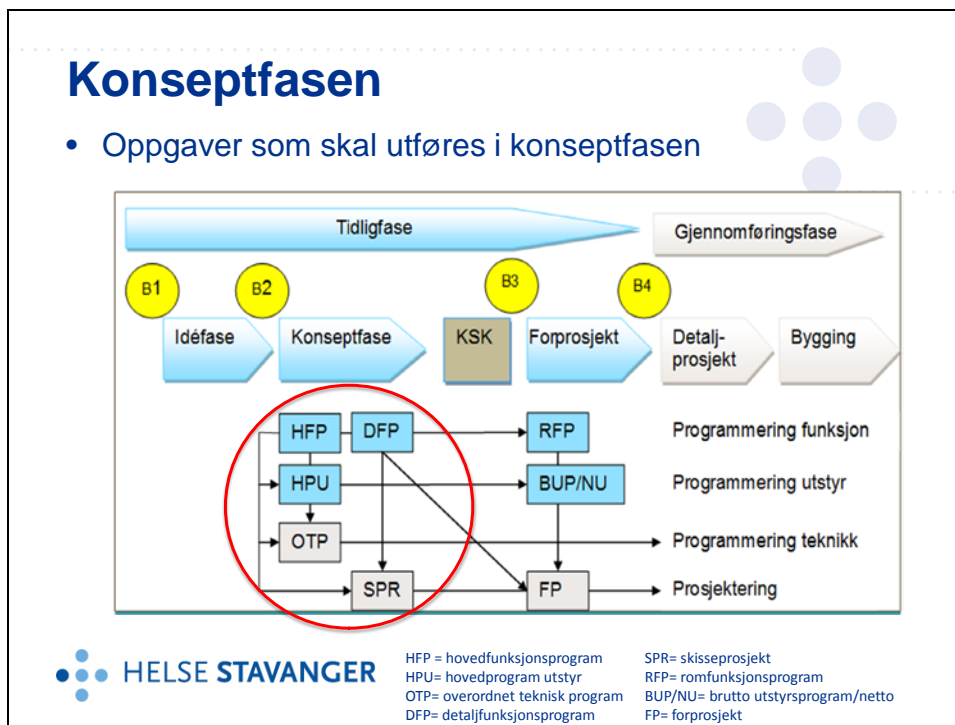 Konseptfasen
• Oppgaver som skal utføres i konseptfasen
Tidligfase
Gjennomføringsfase
B1
B2
B3
B4
Idéfase
Konseptfase
KSK
Forprosjekt
Detalj-
prosjekt
Bygging
HFP
DFP
RFP
Programmering funksjon
HPU
BUP/NU
Programmering utstyr
OTP
Programmering teknikk
SPR
FP
Prosjektering
HELSE STAVANGER
HFP = hovedfunksjonsprogram
HPU= hovedprogram utstyr
OTP= overordnet teknisk program
DFP= detaljfunksjonsprogram
SPR= skisseprosjekt
RFP= romfunksjonsprogram
BUP/NU= brutto utstyrsprogram/netto
FP= forprosjekt